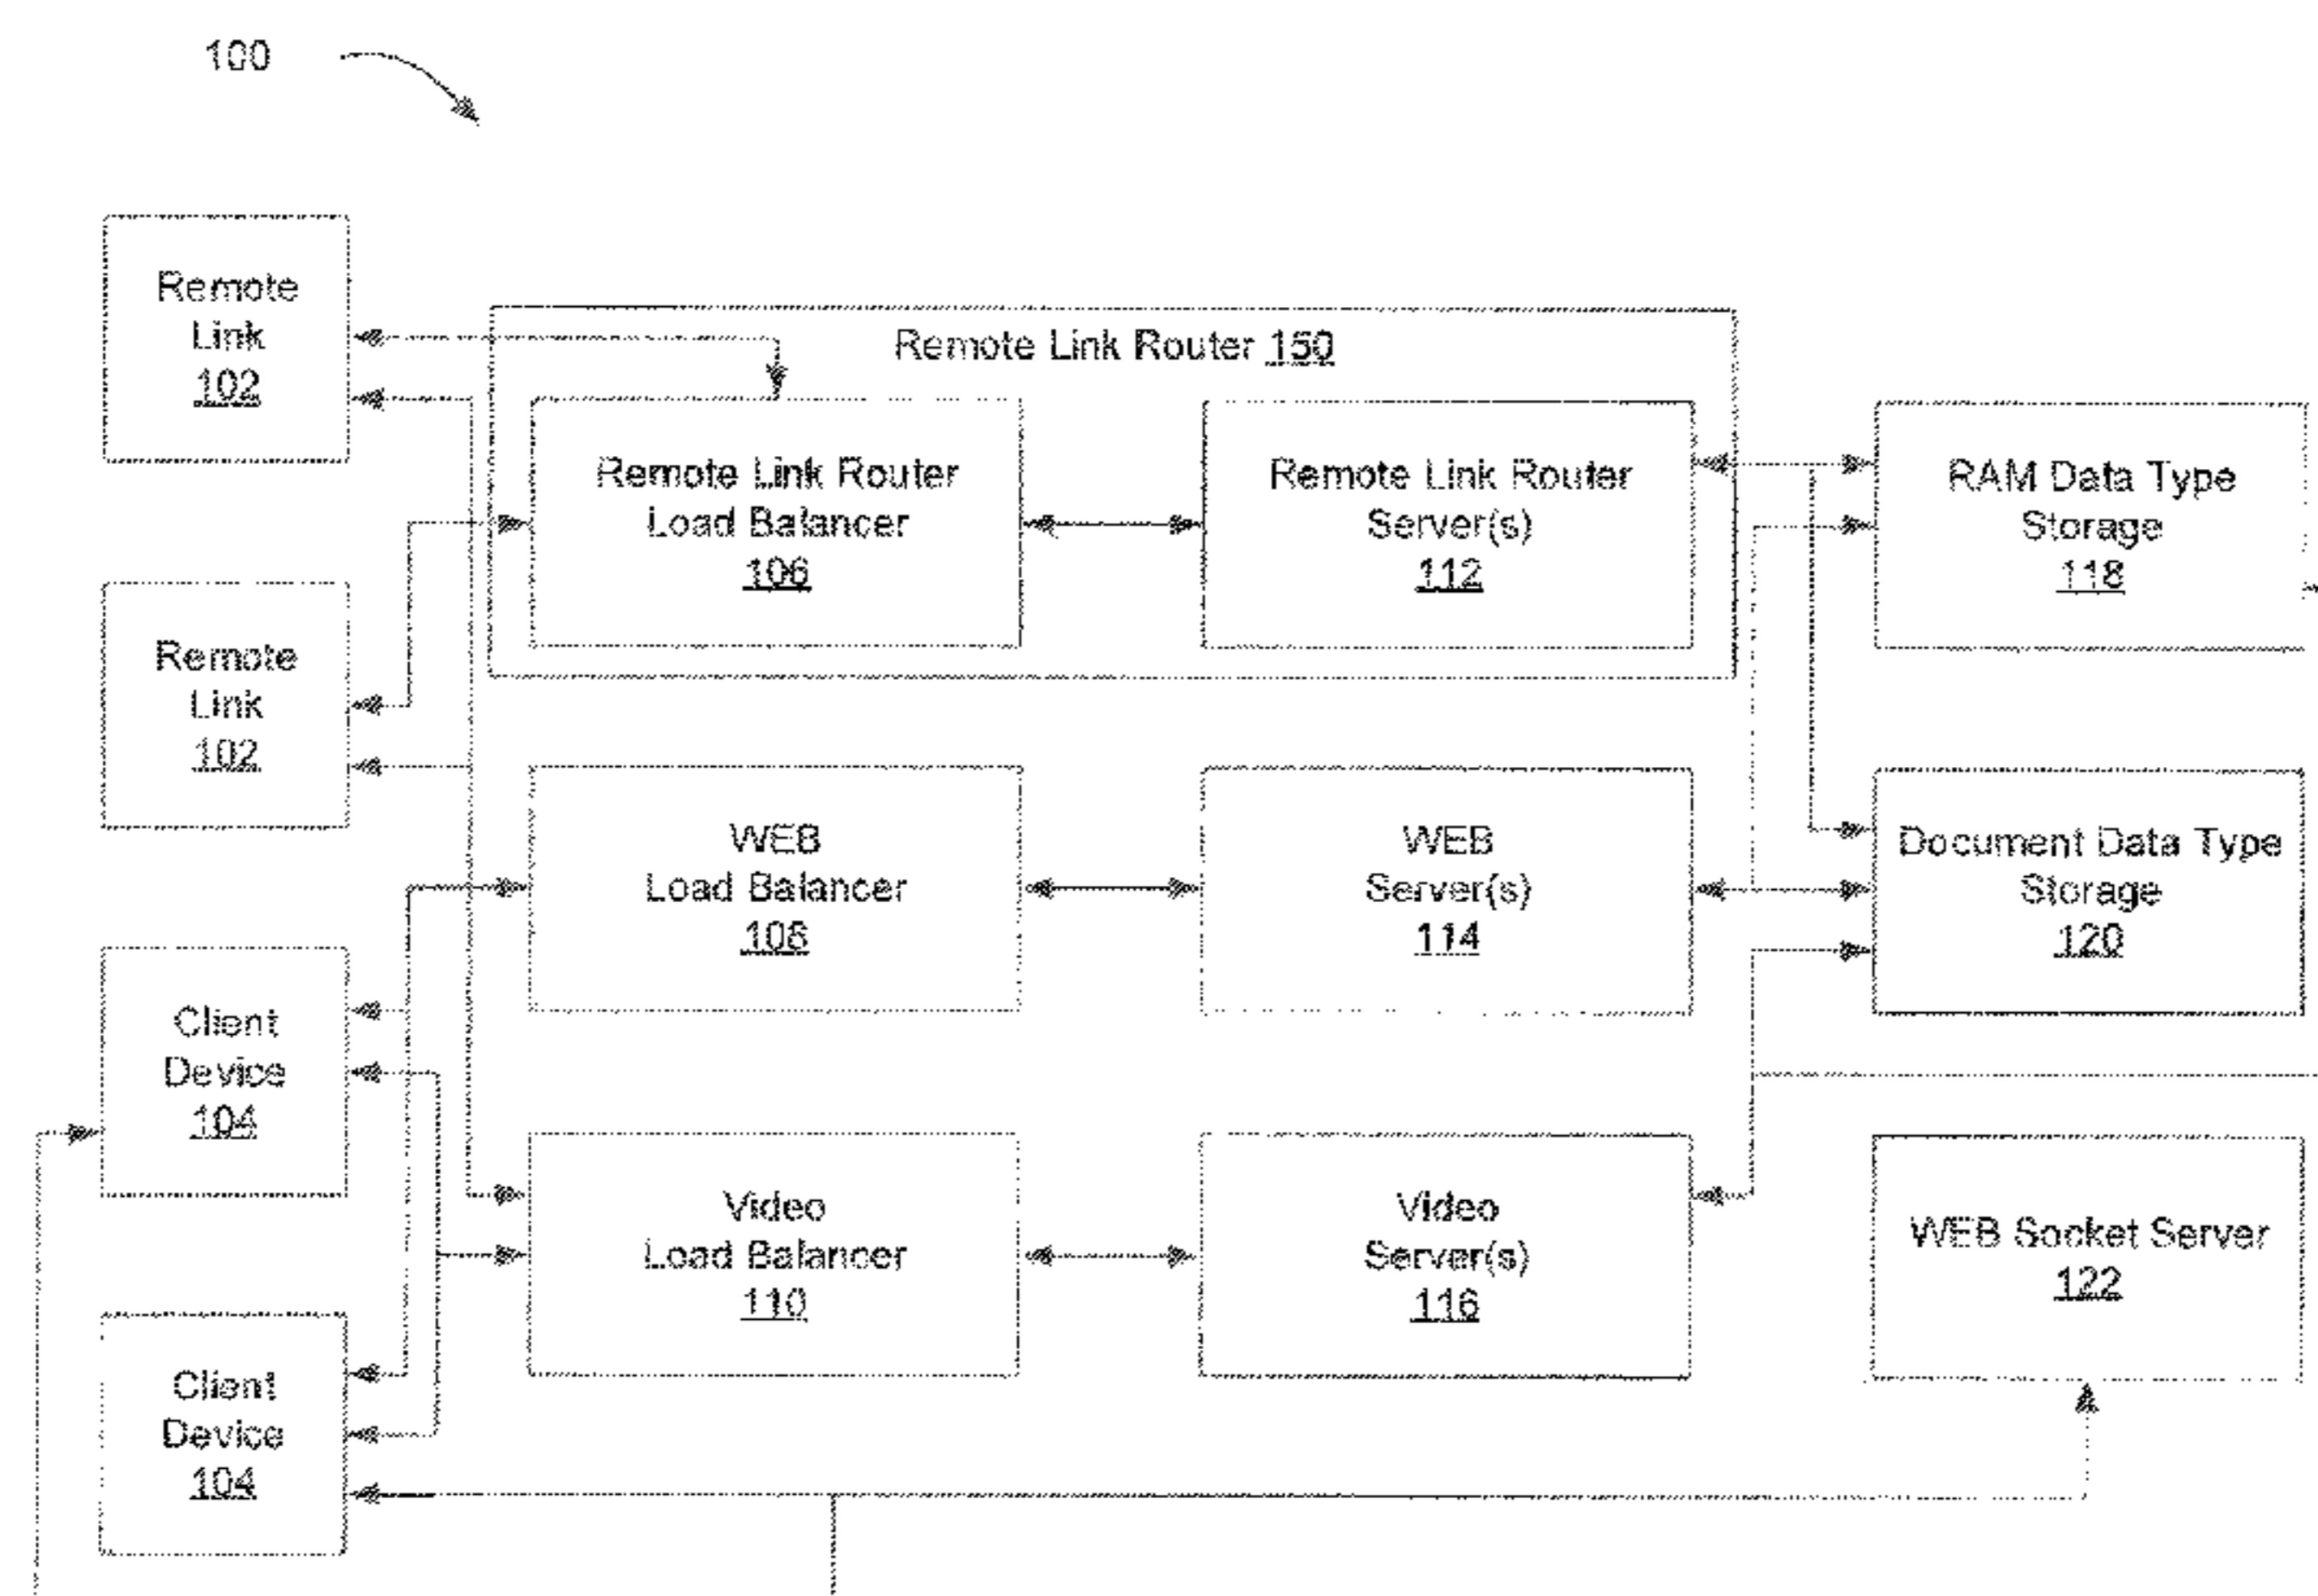 100
Remote
Link
102
Remote Link Router 150
Remote Link Router
Load Balancer
106
Remote Link Router
Server(s)
112
RAM Data Type
Storage
118
Remote
Link
102
WEB
Load Balancer
108
WEB
Server(s)
114
Document Data Type
Storage
120
Client
Device
104
Video
Load Balancer
110
Video
Server(s)
116
WEB Socket Server
122
Client
Device
104